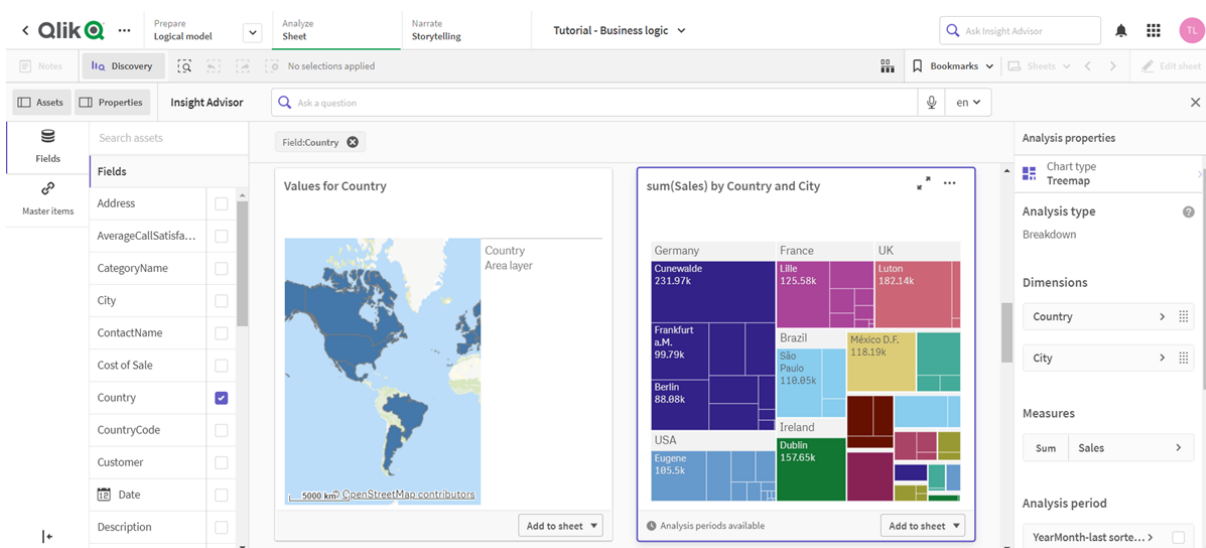 Qlik
Prepare
Logical model
Analyze
Sheet
Narrate
Storytelling
Tutorial - Business logic
Ask Insight Advisor
TL
Notes
Discovery
No selections applied
Bookmarks
Sheets
Edit sheet
Assets
Properties
Insight Advisor
Ask a question
en
Fields
Master items
Search assets
Fields
Address
AverageCallSatisfa...
CategoryName
City
ContactName
Cost of Sale
Country
CountryCode
Customer
Date
Description
Field:Country
Values for Country
Country
Area layer
5000 km
© OpenStreetMap contributors
Add to sheet
sum(Sales) by Country and City
Germany
Cunewalde
231.97k
Frankfurt
a.M.
99.79k
Berlin
88.08k
USA
Eugene
105.5k
France
Lille
125.58k
UK
Luton
182.14k
Brazil
São
Paulo
110.05k
México D.F.
118.19k
Ireland
Dublin
157.65k
Analysis periods available
Add to sheet
Analysis properties
Chart type
Treemap
Analysis type
Breakdown
Dimensions
Country
City
Measures
Sum
Sales
Analysis period
YearMonth-last sorte...